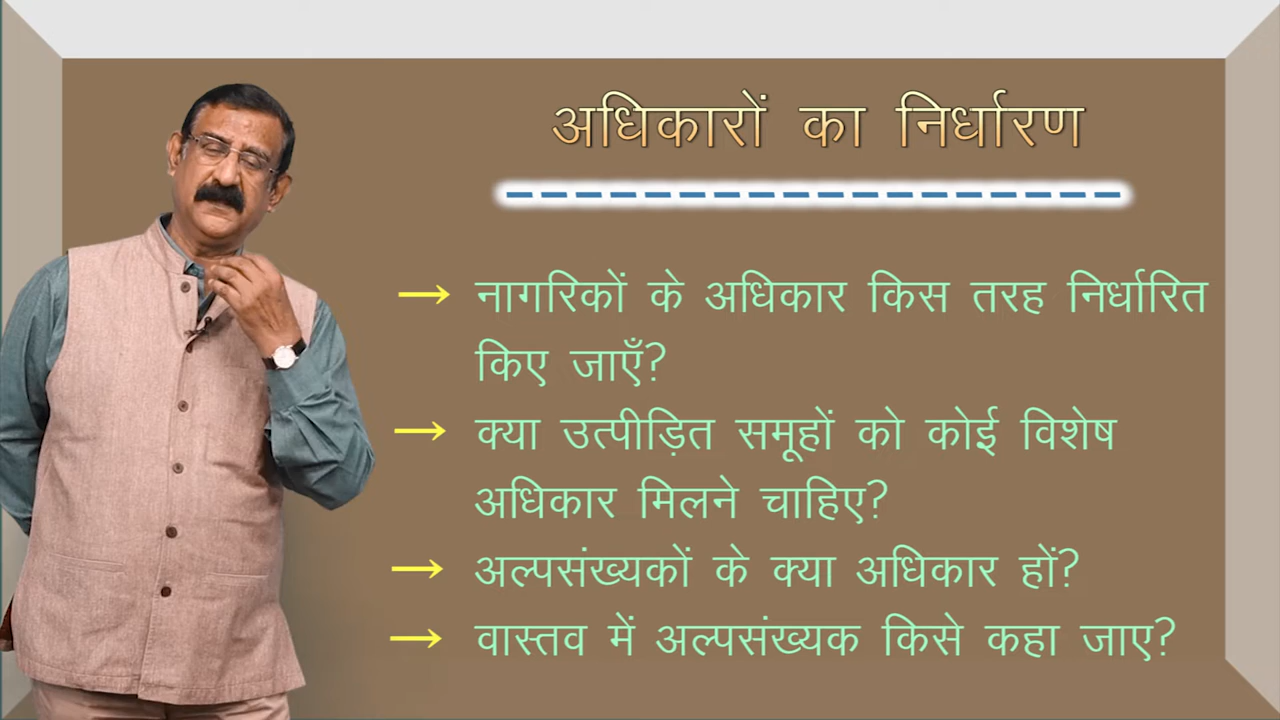 अधिकारों का निर्धारण
→ नागरिकों के अधिकार किस तरह निर्धारित
किए जाएँ?
→ क्या उत्पीड़ित समूहों को कोई विशेष
अधिकार मिलने चाहिए?
→ अल्पसंख्यकों के क्या अधिकार हों?
→ वास्तव में अल्पसंख्यक किसे कहा जाए?